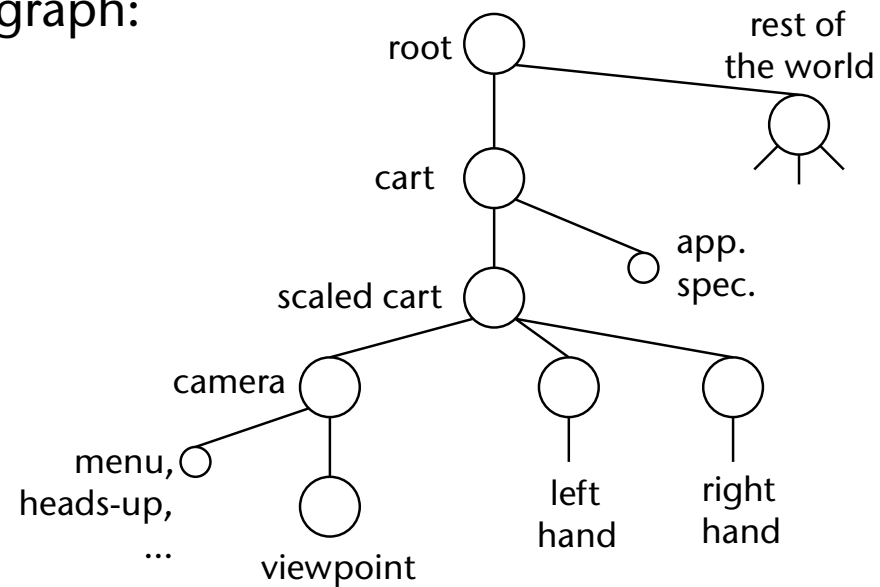 graph:
root
rest of
the world
cart
app.
spec.
scaled cart
camera
menu,
heads-up,
...
viewpoint
left
hand
right
hand